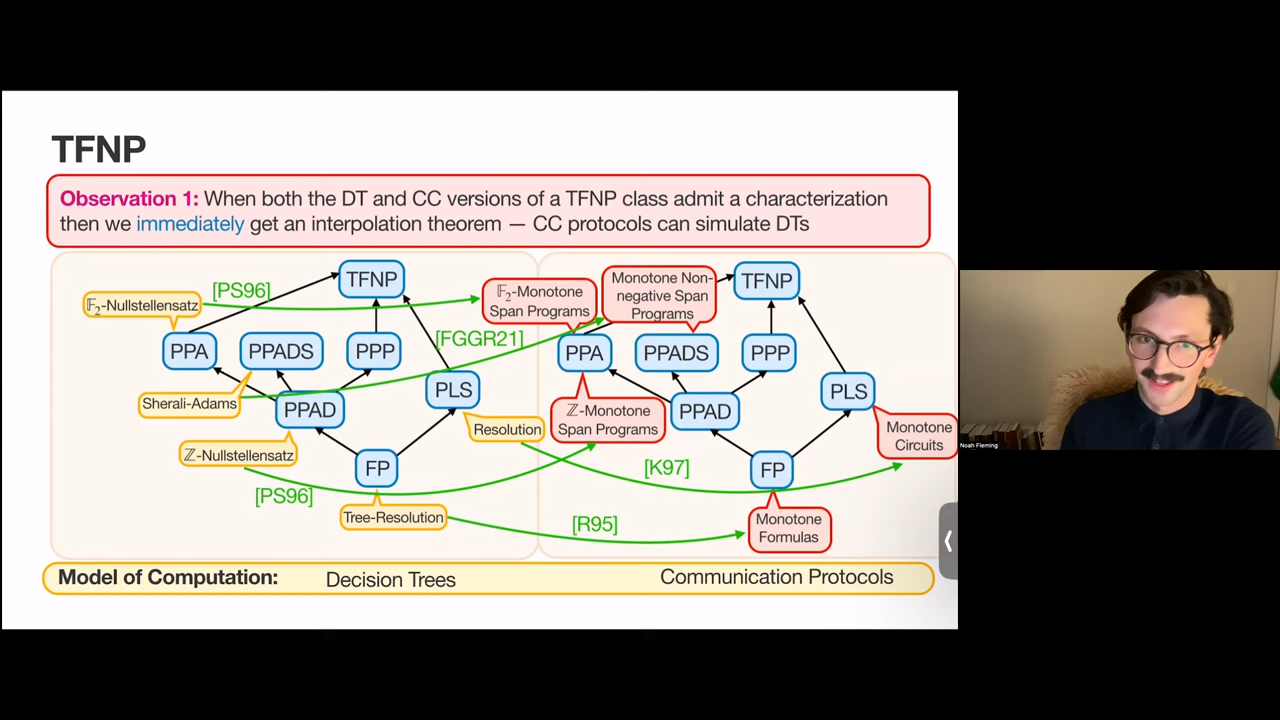 TFNP
Observation 1: When both the DT and CC versions of a TFNP class admit a characterization
then we immediately get an interpolation theorem — CC protocols can simulate DTs
TFNP
[PS96]
𝔽₂-Nullstellensatz
PPA
PPADS
PPP
[FGGR21]
Sherali-Adams
PPAD
PLS
Resolution
ℤ-Nullstellensatz
FP
[PS96]
Tree-Resolution
𝔽₂-Monotone
Span Programs
Monotone Non-
negative Span
Programs
TFNP
PPA
PPADS
PPP
PPAD
PLS
ℤ-Monotone
Span Programs
Monotone
Circuits
[K97]
FP
[R95]
Monotone
Formulas
Model of Computation:
Decision Trees
Communication Protocols
Noah Fleming